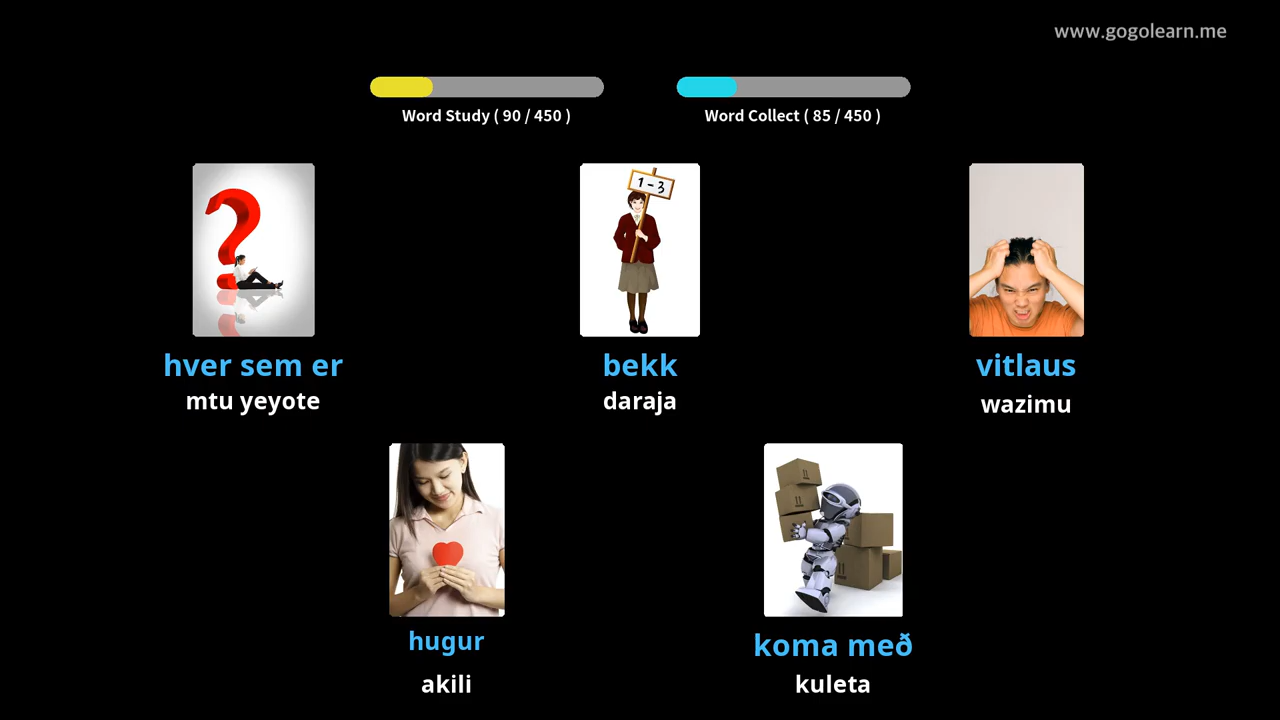 www.gogolearn.me
Word Study ( 90 / 450 )
Word Collect ( 85 / 450 )
1 - 3
hver sem er
mtu yeyote
bekk
daraja
vitlaus
wazimu
hugur
akili
koma með
kuleta